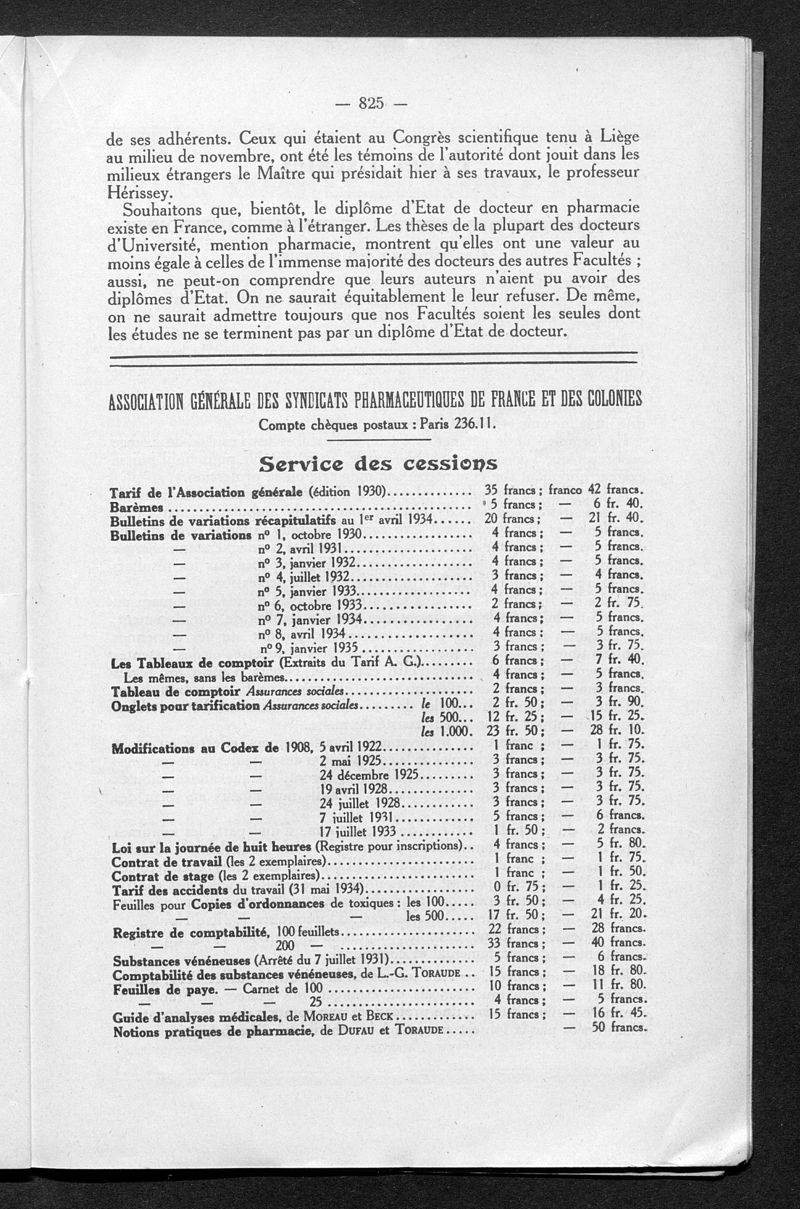 — 825 —
de ses adhérents. Ceux qui étaient au Congrès scientifique tenu à Liège
au milieu de novembre, ont été les témoins de l'autorité dont jouit dans les
milieux étrangers le Maître qui présidait hier à ses travaux, le professeur
Hérissey.
Souhaitons que, bientôt, le diplôme d'Etat de docteur en pharmacie
existe en France, comme à l'étranger. Les thèses de la plupart des docteurs
d'Université, mention pharmacie, montrent qu'elles ont une valeur au
moins égale à celles de l'immense majorité des docteurs des autres Facultés ;
aussi, ne peut-on comprendre que leurs auteurs n'aient pu avoir des
diplômes d'Etat. On ne saurait équitablement le leur refuser. De même,
on ne saurait admettre toujours que nos Facultés soient les seules dont
les études ne se terminent pas par un diplôme d'Etat de docteur.
ASSOCIATION GÉNÉRALE DES SYNDICATS PHARMACEUTIQUES DE FRANCE ET DES COLONIES
Compte chèques postaux : Paris 236.11.
Service des cessions
Tarif de l'Association générale (édition 1930).............. 35 francs ; franco 42 francs.
Barèmes .............................................. 5 francs ; — 6 fr. 40.
Bulletins de variations récapitulatifs au 1er avril 1934...... 20 francs ; — 21 fr. 40.
Bulletins de variations nº 1, octobre 1930................. 4 francs ; — 5 francs.
— nº 2, avril 1931.................... 4 francs ; — 5 francs.
— nº 3, janvier 1932.................. 4 francs ; — 5 francs.
— nº 4, juillet 1932................... 3 francs ; — 4 francs.
— nº 5, janvier 1933.................. 4 francs ; — 5 francs.
— nº 6, octobre 1933................. 2 francs ; — 2 fr. 75.
— nº 7, janvier 1934................. 4 francs ; — 5 francs.
— nº 8, avril 1934................... 4 francs : — 5 francs.
— nº 9, janvier 1935 ................. 3 francs ; — 3 fr. 75.
Les Tableaux de comptoir (Extraits du Tarif A. G.)......... 6 francs ; — 7 fr. 40.
Les mêmes, sans les barèmes............................. 4 francs ; — 5 francs.
Tableau de comptoir Assurances sociales.................... 2 francs ; — 3 francs.
Onglets pour tarification Assurances sociales......... le 100... 2 fr. 50 ; — 3 fr. 90.
les 500... 12 fr. 25 ; — 15 fr. 25.
les 1.000. 23 fr. 50 ; — 28 fr. 10.
Modifications au Codex de 1908, 5 avril 1922............... 1 franc ; — 1 fr. 75.
— — 2 mai 1925............... 3 francs ; — 3 fr. 75.
— — 24 décembre 1925......... 3 francs ; — 3 fr. 75.
— — 19 avril 1928.............. 3 francs ; — 3 fr. 75.
— — 24 juillet 1928............ 3 francs ; — 3 fr. 75.
— — 7 juillet 1931............. 5 francs ; — 6 francs.
— — 17 juillet 1933 ............ 1 fr. 50 ; — 2 francs.
Loi sur la journée de huit heures (Registre pour inscriptions).. 4 francs ; — 5 fr. 80.
Contrat de travail (les 2 exemplaires)....................... 1 franc ; — 1 fr. 75.
Contrat de stage (les 2 exemplaires)........................ 1 franc ; — 1 fr. 50.
Tarif des accidents du travail (31 mai 1934)................. 0 fr. 75 ; — 1 fr. 25.
Feuilles pour Copies d'ordonnances de toxiques : les 100..... 3 fr. 50 ; — 4 fr. 25.
— — — les 500..... 17 fr. 50 ; — 21 fr. 20.
Registre de comptabilité, 100 feuillets...................... 22 francs ; — 28 francs.
— — 200 — ...................... 33 francs ; — 40 francs.
Substances vénéneuses (Arrêté du 7 juillet 1931)............. 5 francs ; — 6 francs.
Comptabilité des substances vénéneuses, de L.-G. TORAUDE .. 15 francs ; — 18 fr. 80.
Feuilles de paye. — Carnet de 100 ........................ 10 francs ; — 11 fr. 80.
— — — 25 ........................ 4 francs ; — 5 francs.
Guide d'analyses médicales, de MOREAU et BECK............. 15 francs ; — 16 fr. 45.
Notions pratiques de pharmacie, de DUFAU et TORAUDE..... — 50 francs.